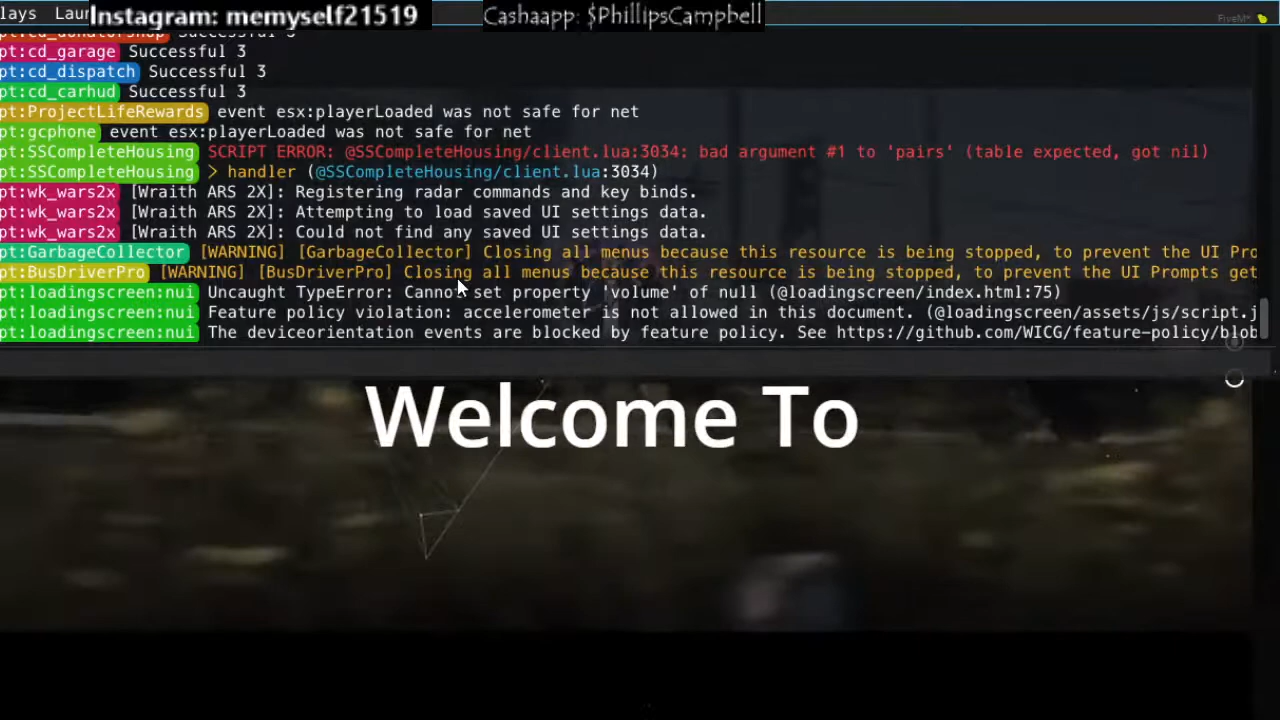 lays Laun
Instagram: memyself21519
Cashaapp: $PhillipsCampbell
FiveM*
pt:cd_donatorshop Successful 3
pt:cd_garage Successful 3
pt:cd_dispatch Successful 3
pt:cd_carhud Successful 3
pt:ProjectLifeRewards event esx:playerLoaded was not safe for net
pt:gcphone event esx:playerLoaded was not safe for net
pt:SSCompleteHousing SCRIPT ERROR: @SSCompleteHousing/client.lua:3034: bad argument #1 to 'pairs' (table expected, got nil)
pt:SSCompleteHousing > handler (@SSCompleteHousing/client.lua:3034)
pt:wk_wars2x [Wraith ARS 2X]: Registering radar commands and key binds.
pt:wk_wars2x [Wraith ARS 2X]: Attempting to load saved UI settings data.
pt:wk_wars2x [Wraith ARS 2X]: Could not find any saved UI settings data.
pt:GarbageCollector [WARNING] [GarbageCollector] Closing all menus because this resource is being stopped, to prevent the UI Pro
pt:BusDriverPro [WARNING] [BusDriverPro] Closing all menus because this resource is being stopped, to prevent the UI Prompts get
pt:loadingscreen:nui Uncaught TypeError: Cannot set property 'volume' of null (@loadingscreen/index.html:75)
pt:loadingscreen:nui Feature policy violation: accelerometer is not allowed in this document. (@loadingscreen/assets/js/script.j
pt:loadingscreen:nui The deviceorientation events are blocked by feature policy. See https://github.com/WICG/feature-policy/blob
Welcome To